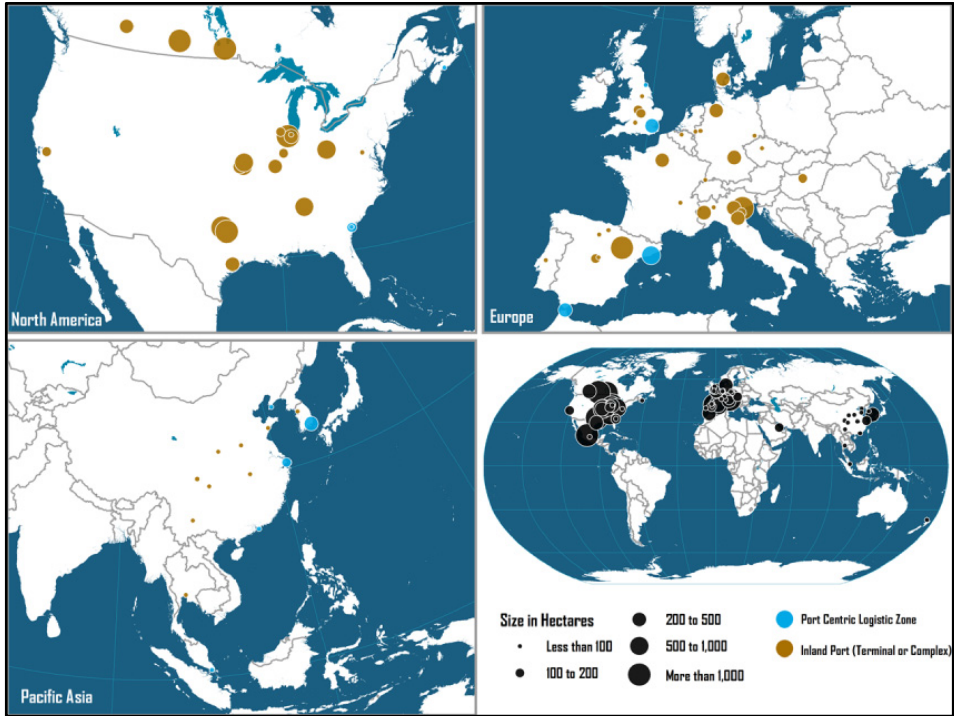 North America
Europe
Pacific Asia
Size in Hectares
Less than 100
100 to 200
200 to 500
500 to 1,000
More than 1,000
Port Centric Logistic Zone
Inland Port (Terminal or Complex)